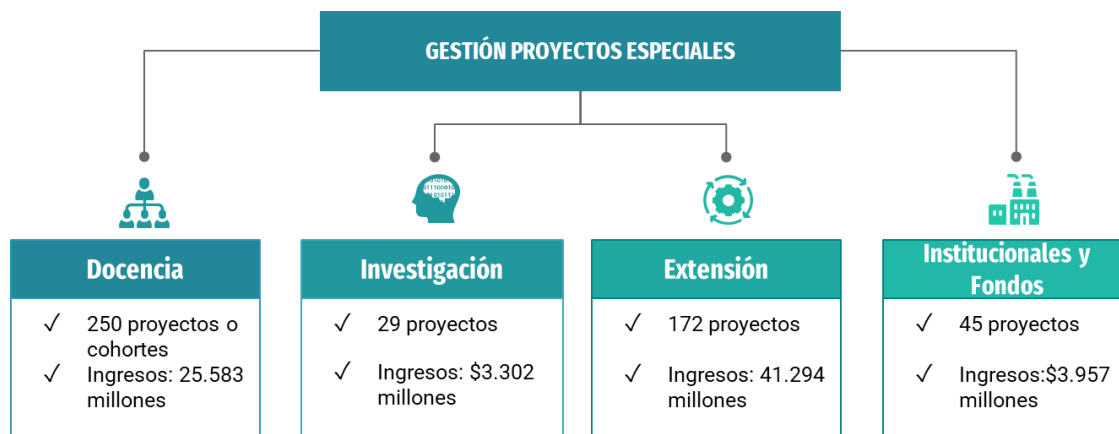 GESTIÓN PROYECTOS ESPECIALES
Docencia
✓ 250 proyectos o
cohortes
✓ Ingresos: 25.583
millones
Investigación
✓ 29 proyectos
✓ Ingresos: $3.302
millones
Extensión
✓ 172 proyectos
✓ Ingresos: 41.294
millones
Institucionales y
Fondos
✓ 45 proyectos
✓ Ingresos:$3.957
millones